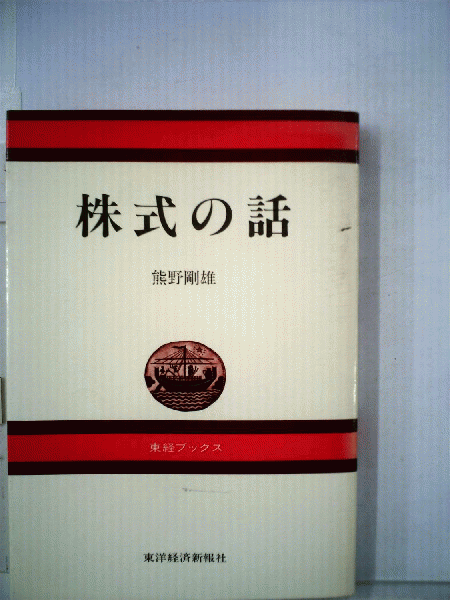 株式の話
熊野剛雄
東経ブックス
東洋経済新報社